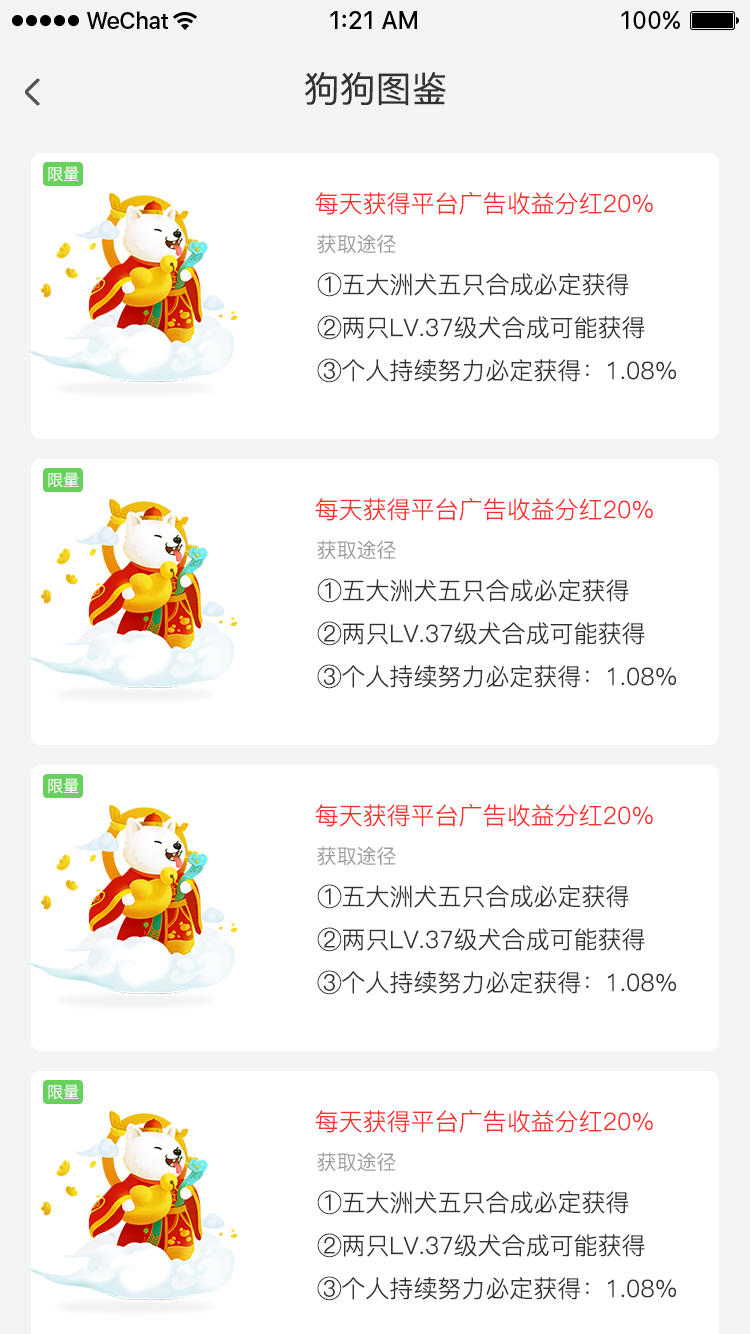 ●●●●● WeChat 1:21 AM 100%
狗狗图鉴
限量
每天获得平台广告收益分红20%
获取途径
①五大洲犬五只合成必定获得
②两只LV.37级犬合成可能获得
③个人持续努力必定获得：1.08%
限量
每天获得平台广告收益分红20%
获取途径
①五大洲犬五只合成必定获得
②两只LV.37级犬合成可能获得
③个人持续努力必定获得：1.08%
限量
每天获得平台广告收益分红20%
获取途径
①五大洲犬五只合成必定获得
②两只LV.37级犬合成可能获得
③个人持续努力必定获得：1.08%
限量
每天获得平台广告收益分红20%
获取途径
①五大洲犬五只合成必定获得
②两只LV.37级犬合成可能获得
③个人持续努力必定获得：1.08%